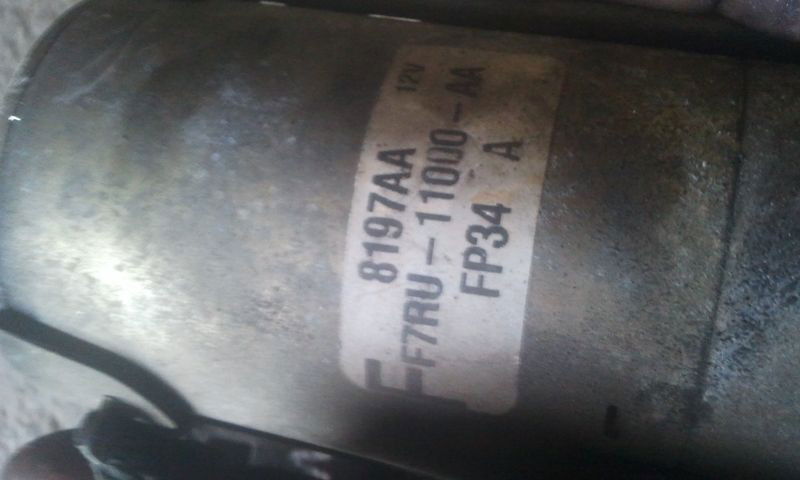 12V
8197AA
F7RU-11000-AA
FP34 A
F